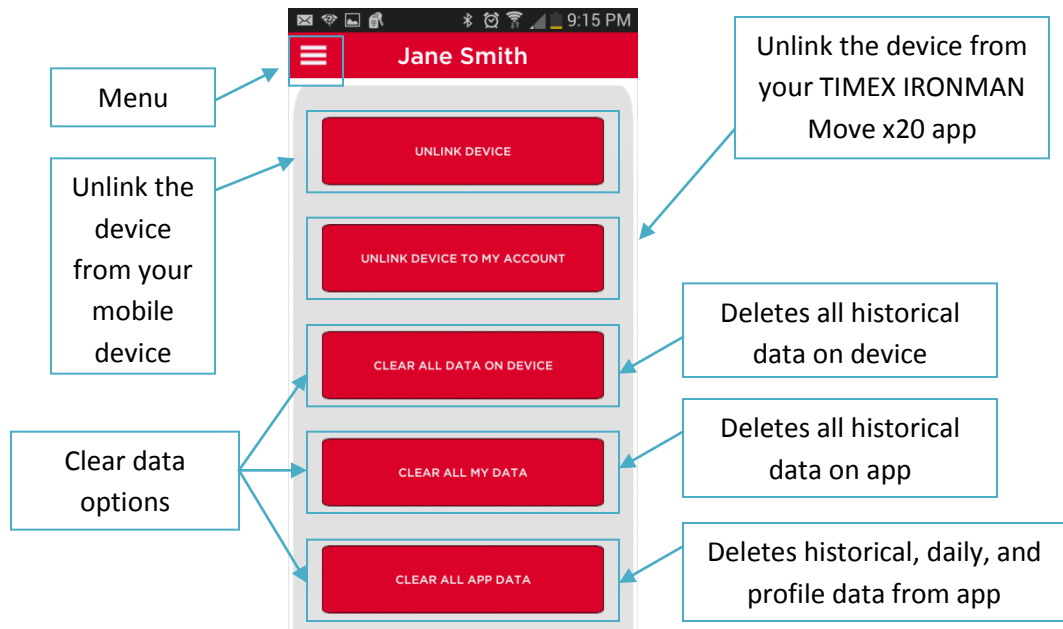 9:15 PM
Jane Smith
Menu
Unlink the device from
your TIMEX IRONMAN
Move x20 app
UNLINK DEVICE
Unlink the
device
from your
mobile
device
UNLINK DEVICE TO MY ACCOUNT
CLEAR ALL DATA ON DEVICE
Deletes all historical
data on device
Clear data
options
CLEAR ALL MY DATA
Deletes all historical
data on app
CLEAR ALL APP DATA
Deletes historical, daily, and
profile data from app